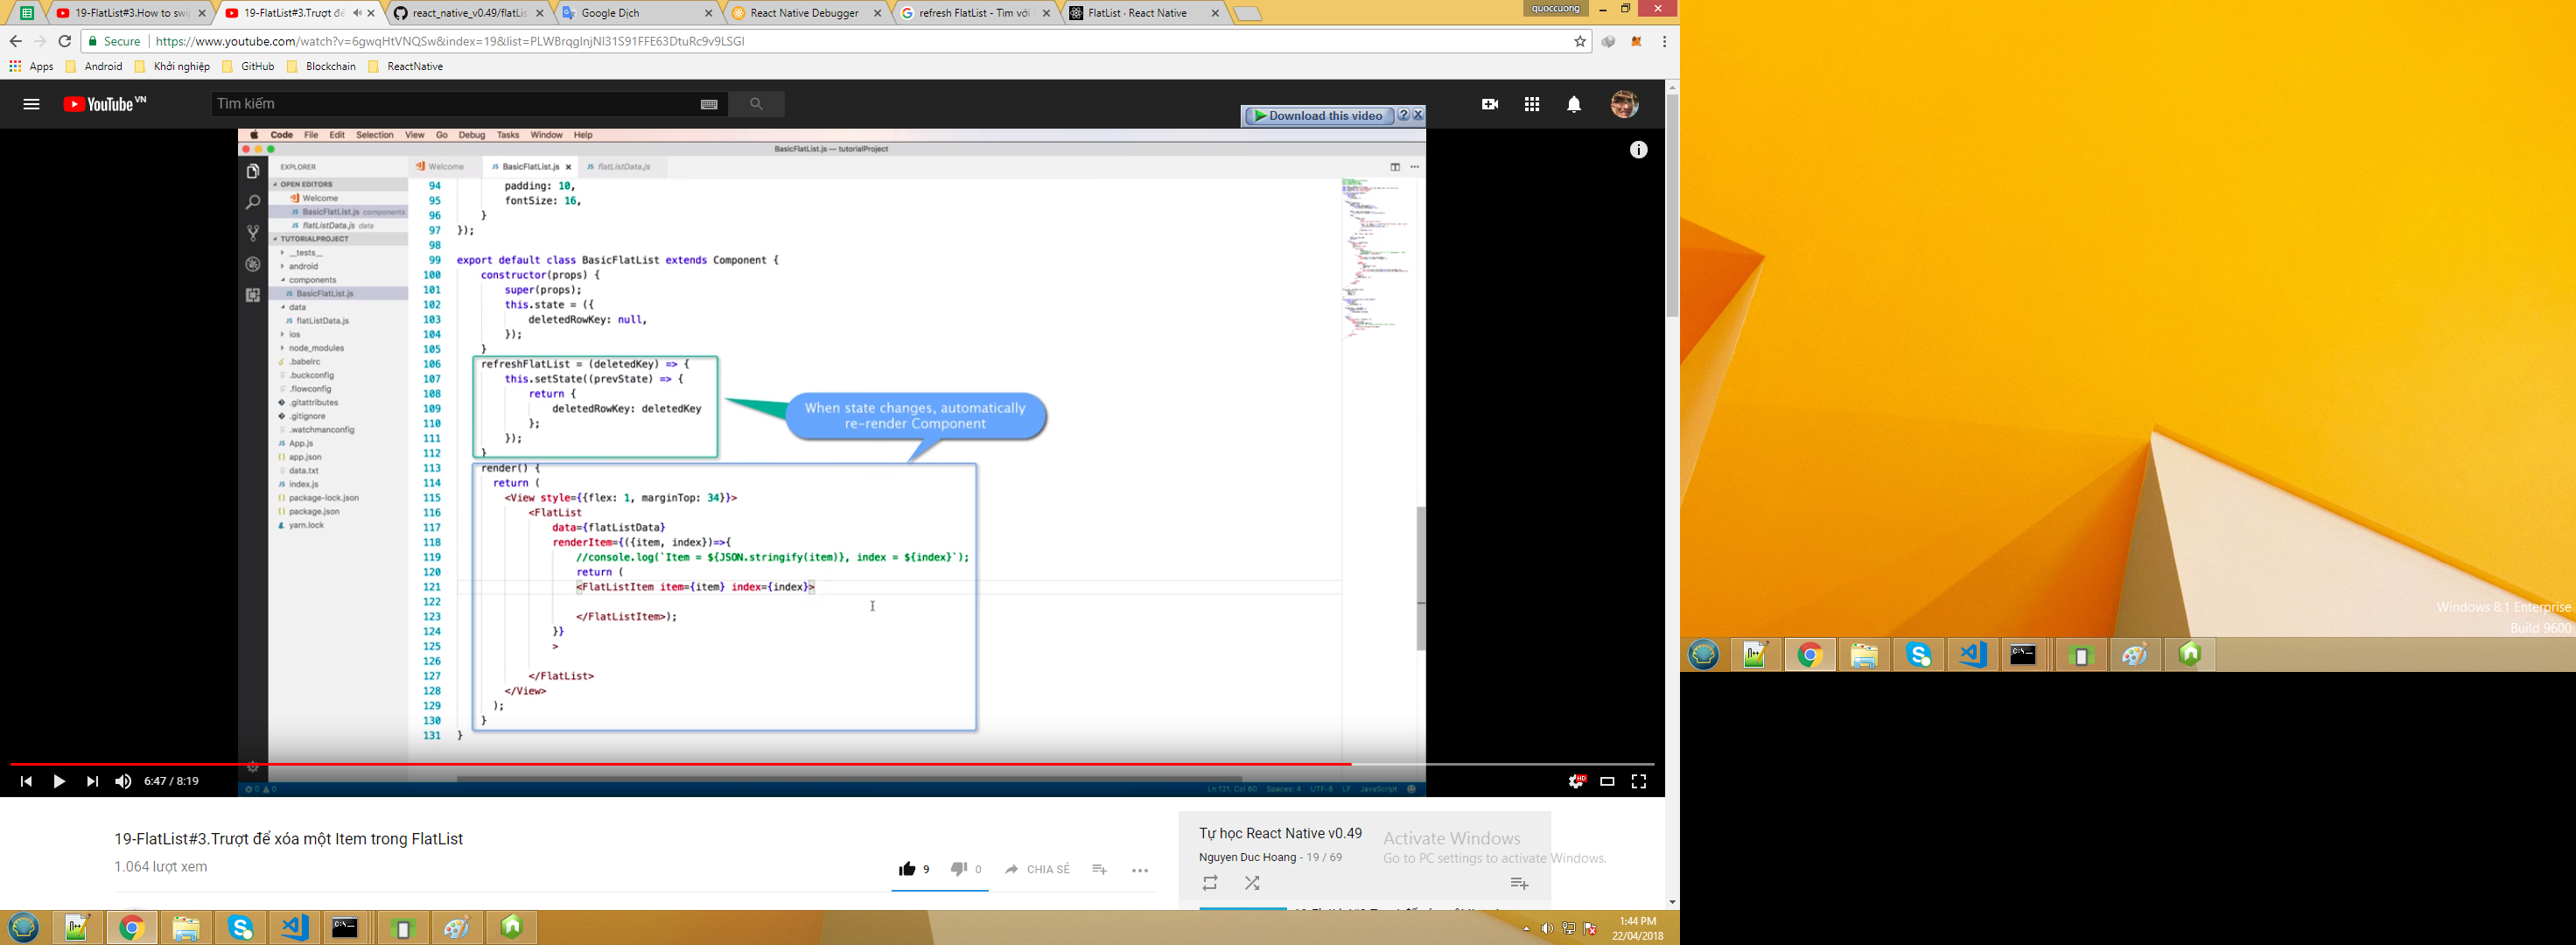 19-FlatList#3.How to swi
19-FlatList#3.Trượt để
react_native_v0.49/flatLis
Google Dịch
React Native Debugger
refresh FlatList - Tìm với
FlatList · React Native
quoccuong
Secure
https://www.youtube.com/watch?v=6gwqHtVNQSw&index=19&list=PLWBrqglnjNl31S91FFE63DtuRc9v9LSGl
Apps
Android
Khởi nghiệp
GitHub
Blockchain
ReactNative
YouTube VN
Tìm kiếm
Download this video
Code File Edit Selection View Go Debug Tasks Window Help
BasicFlatList.js — tutorialProject
EXPLORER
OPEN EDITORS
Welcome
BasicFlatList.js components
flatListData.js data
TUTORIALPROJECT
__tests__
android
components
BasicFlatList.js
data
flatListData.js
ios
node_modules
.babelrc
.buckconfig
.flowconfig
.gitattributes
.gitignore
.watchmanconfig
App.js
app.json
data.txt
index.js
package-lock.json
package.json
yarn.lock
Welcome
BasicFlatList.js
flatListData.js
94 padding: 10,
95 fontSize: 16,
96 }
97 });
98
99 export default class BasicFlatList extends Component {
100 constructor(props) {
101 super(props);
102 this.state = ({
103 deletedRowKey: null,
104 });
105 }
106 refreshFlatList = (deletedKey) => {
107 this.setState((prevState) => {
108 return {
109 deletedRowKey: deletedKey
110 };
111 });
112 }
113 render() {
114 return (
115 <View style={{flex: 1, marginTop: 34}}>
116 <FlatList
117 data={flatListData}
118 renderItem={({item, index})=>{
119 //console.log(`Item = ${JSON.stringify(item)}, index = ${index}`);
120 return (
121 <FlatListItem item={item} index={index}>
122
123 </FlatListItem>);
124 }}
125 >
126
127 </FlatList>
128 </View>
129 );
130 }
131 }
When state changes, automatically
re-render Component
Ln 121, Col 60 Spaces: 4 UTF-8 LF JavaScript
0 0
6:47 / 8:19
HD
19-FlatList#3.Trượt để xóa một Item trong FlatList
1.064 lượt xem
9
0
CHIA SẺ
Tự học React Native v0.49
Nguyen Duc Hoang - 19 / 69
Activate Windows
Go to PC settings to activate Windows.
1:44 PM
22/04/2018
Windows 8.1 Enterprise
Build 9600